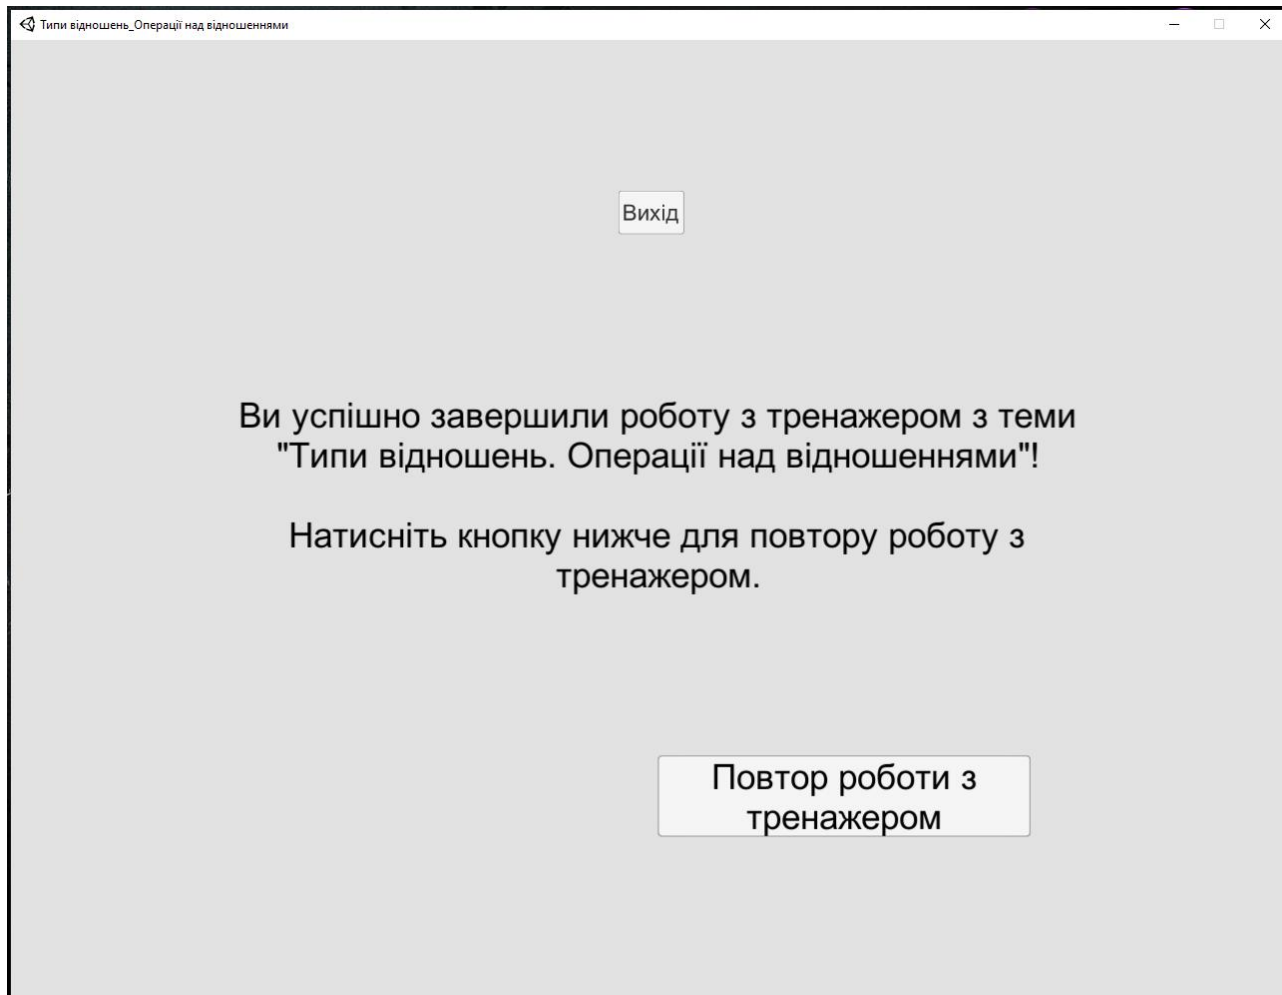 Типи відношень_Операції над відношеннями
Вихід
Ви успішно завершили роботу з тренажером з теми
"Типи відношень. Операції над відношеннями"!
Натисніть кнопку нижче для повтору роботу з
тренажером.
Повтор роботи з
тренажером